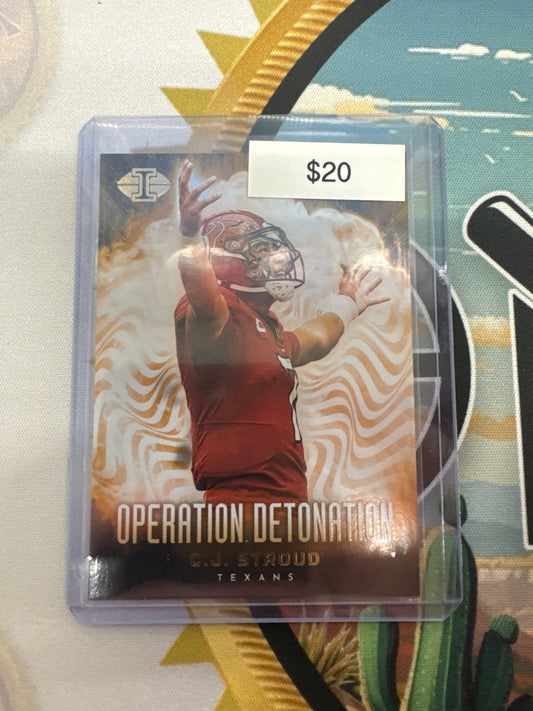 $20
I
OPERATION DETONATION
C.J. STROUD
TEXANS